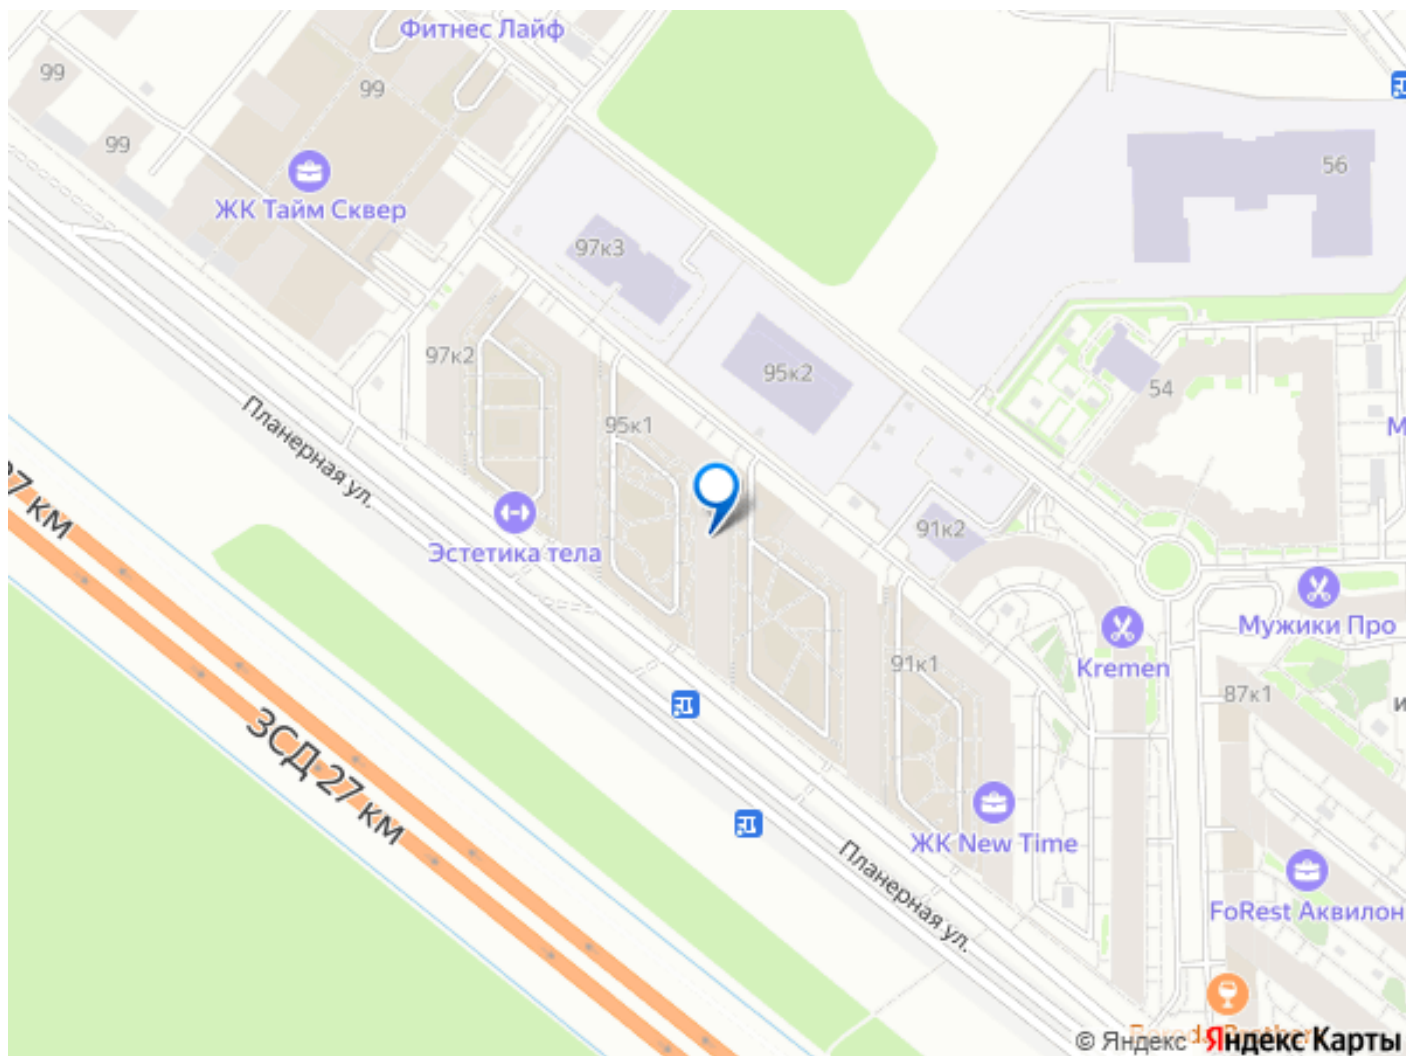 Фитнес Лайф
99
99
99
56
ЖК Тайм Сквер
97к3
97к2
95к2
54
95к1
М
Планерная ул.
27 км
91к2
Эстетика тела
Мужики Про
Kremen
91к1
87к1
и
ЗСД 27 км
ЖК New Time
Планерная ул.
FoRest Аквилон
© Яндекс Яндекс Карты